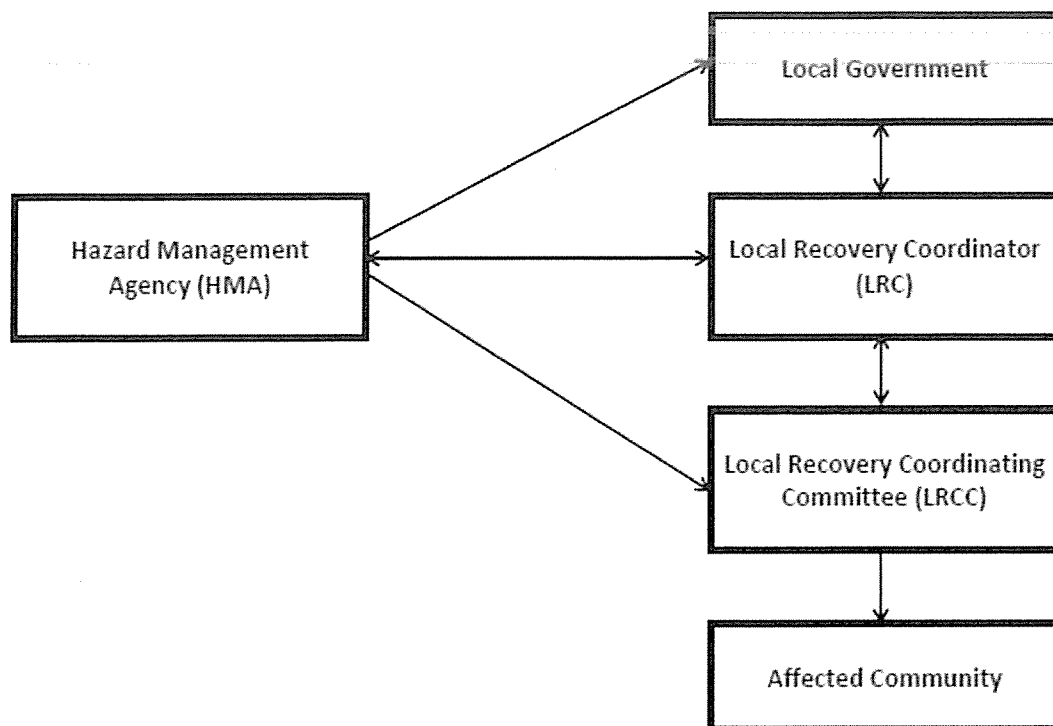 Local Government
Hazard Management
Agency (HMA)
Local Recovery Coordinator
(LRC)
Local Recovery Coordinating
Committee (LRCC)
Affected Community